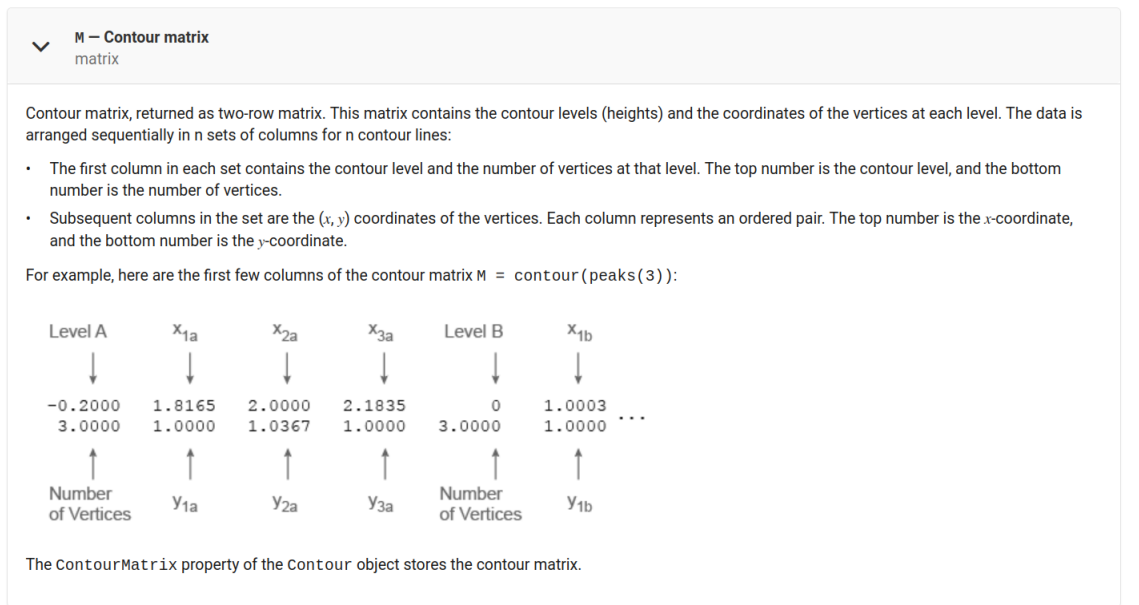 M — Contour matrix
matrix
Contour matrix, returned as two-row matrix. This matrix contains the contour levels (heights) and the coordinates of the vertices at each level. The data is
arranged sequentially in n sets of columns for n contour lines:
• The first column in each set contains the contour level and the number of vertices at that level. The top number is the contour level, and the bottom
number is the number of vertices.
• Subsequent columns in the set are the (x, y) coordinates of the vertices. Each column represents an ordered pair. The top number is the x-coordinate,
and the bottom number is the y-coordinate.
For example, here are the first few columns of the contour matrix M = contour(peaks(3)):
Level A x1a x2a x3a Level B x1b
-0.2000 1.8165 2.0000 2.1835 0 1.0003
3.0000 1.0000 1.0367 1.0000 3.0000 1.0000 ...
Number y1a y2a y3a Number y1b
of Vertices of Vertices
The ContourMatrix property of the Contour object stores the contour matrix.